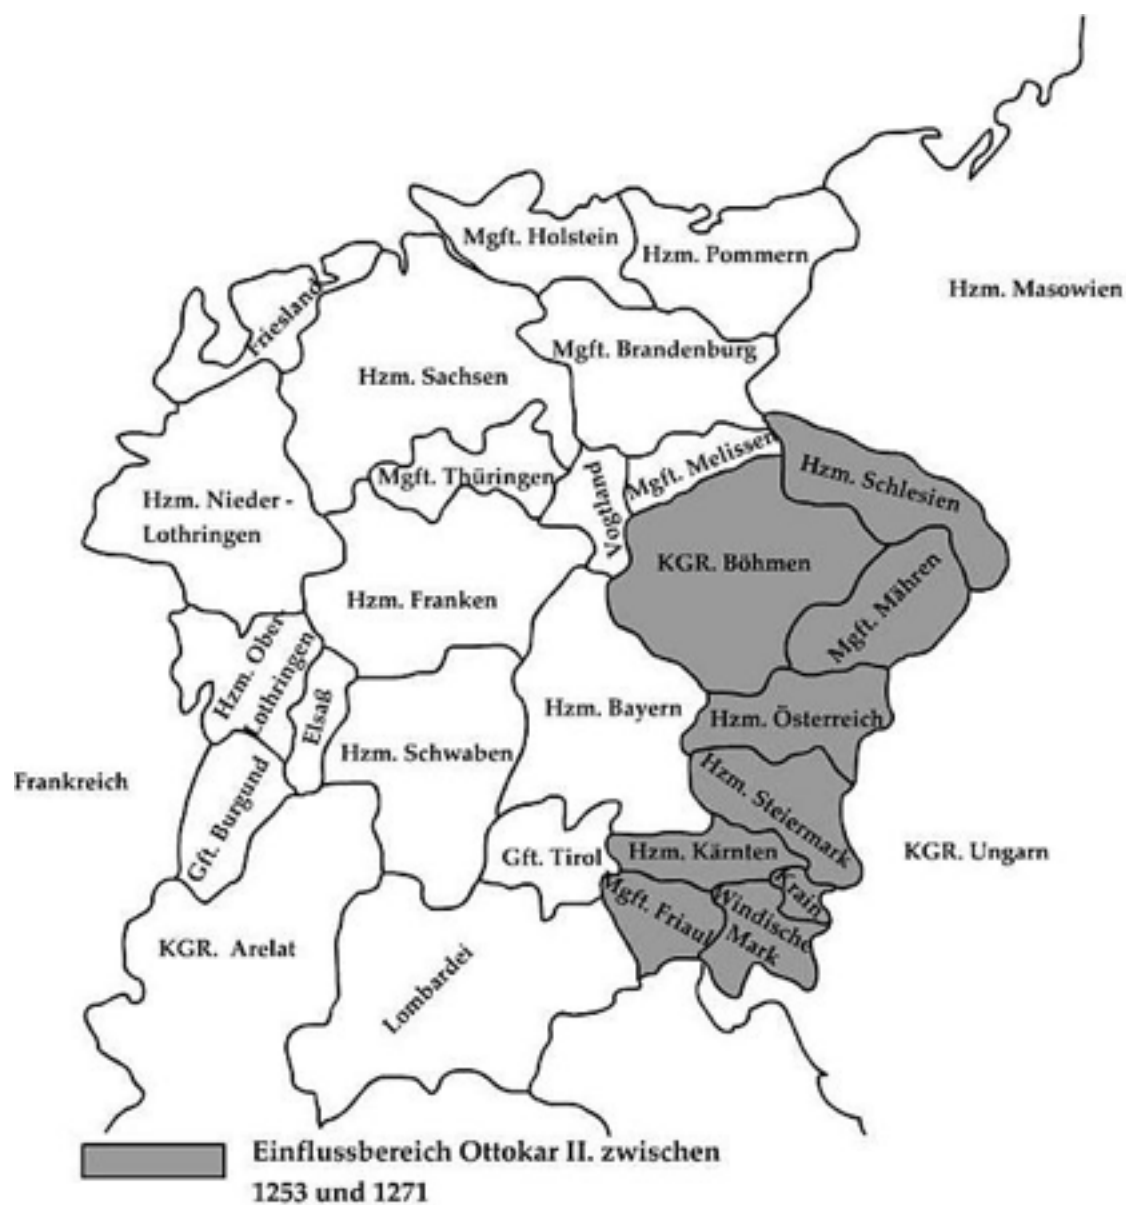 Mgft. Holstein
Hzm. Pommern
Hzm. Masowien
Friesland
Mgft. Brandenburg
Hzm. Sachsen
Mgft. Thüringen
Vogtland
Mgft. Melissen
Hzm. Schlesien
Hzm. Nieder -
Lothringen
KGR. Böhmen
Mgft. Mähren
Hzm. Franken
Hzm. Ober-
Lothringen
Elsaß
Hzm. Bayern
Hzm. Österreich
Hzm. Schwaben
Frankreich
Gft. Burgund
Hzm. Steiermark
Gft. Tirol
Hzm. Kärnten
KGR. Ungarn
Krain
Mgft. Friaul
Windische
Mark
KGR. Arelat
Lombardei
Einflussbereich Ottokar II. zwischen
1253 und 1271